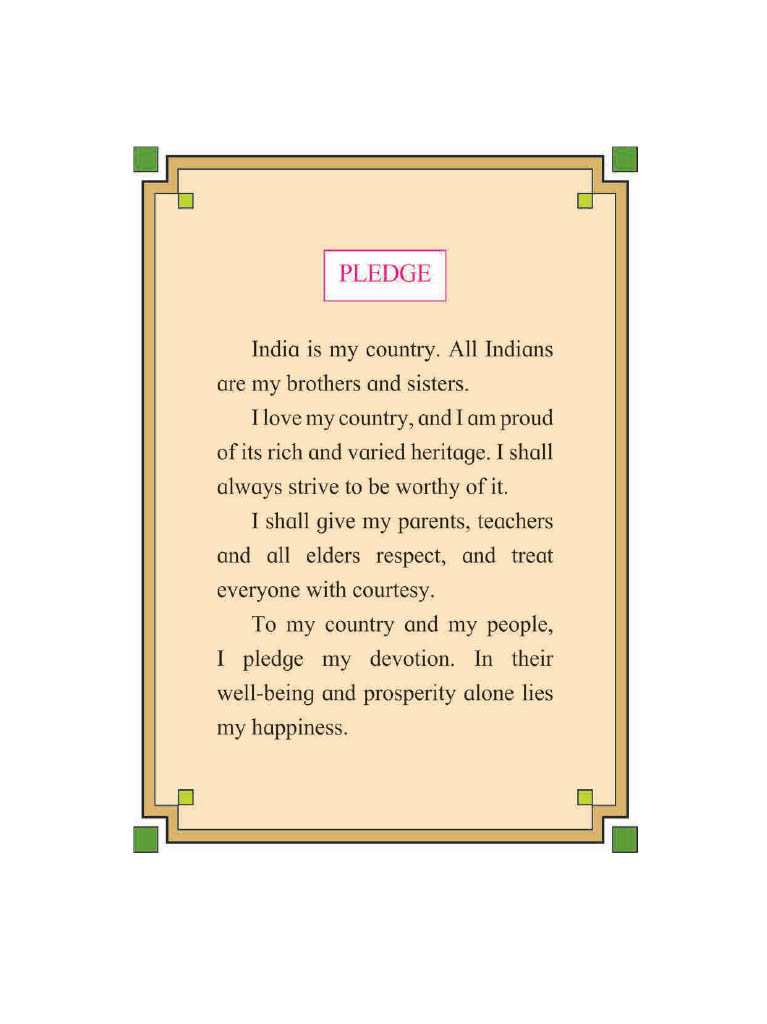 PLEDGE
India is my country. All Indians
are my brothers and sisters.
I love my country, and I am proud
of its rich and varied heritage. I shall
always strive to be worthy of it.
I shall give my parents, teachers
and all elders respect, and treat
everyone with courtesy.
To my country and my people,
I pledge my devotion. In their
well-being and prosperity alone lies
my happiness.